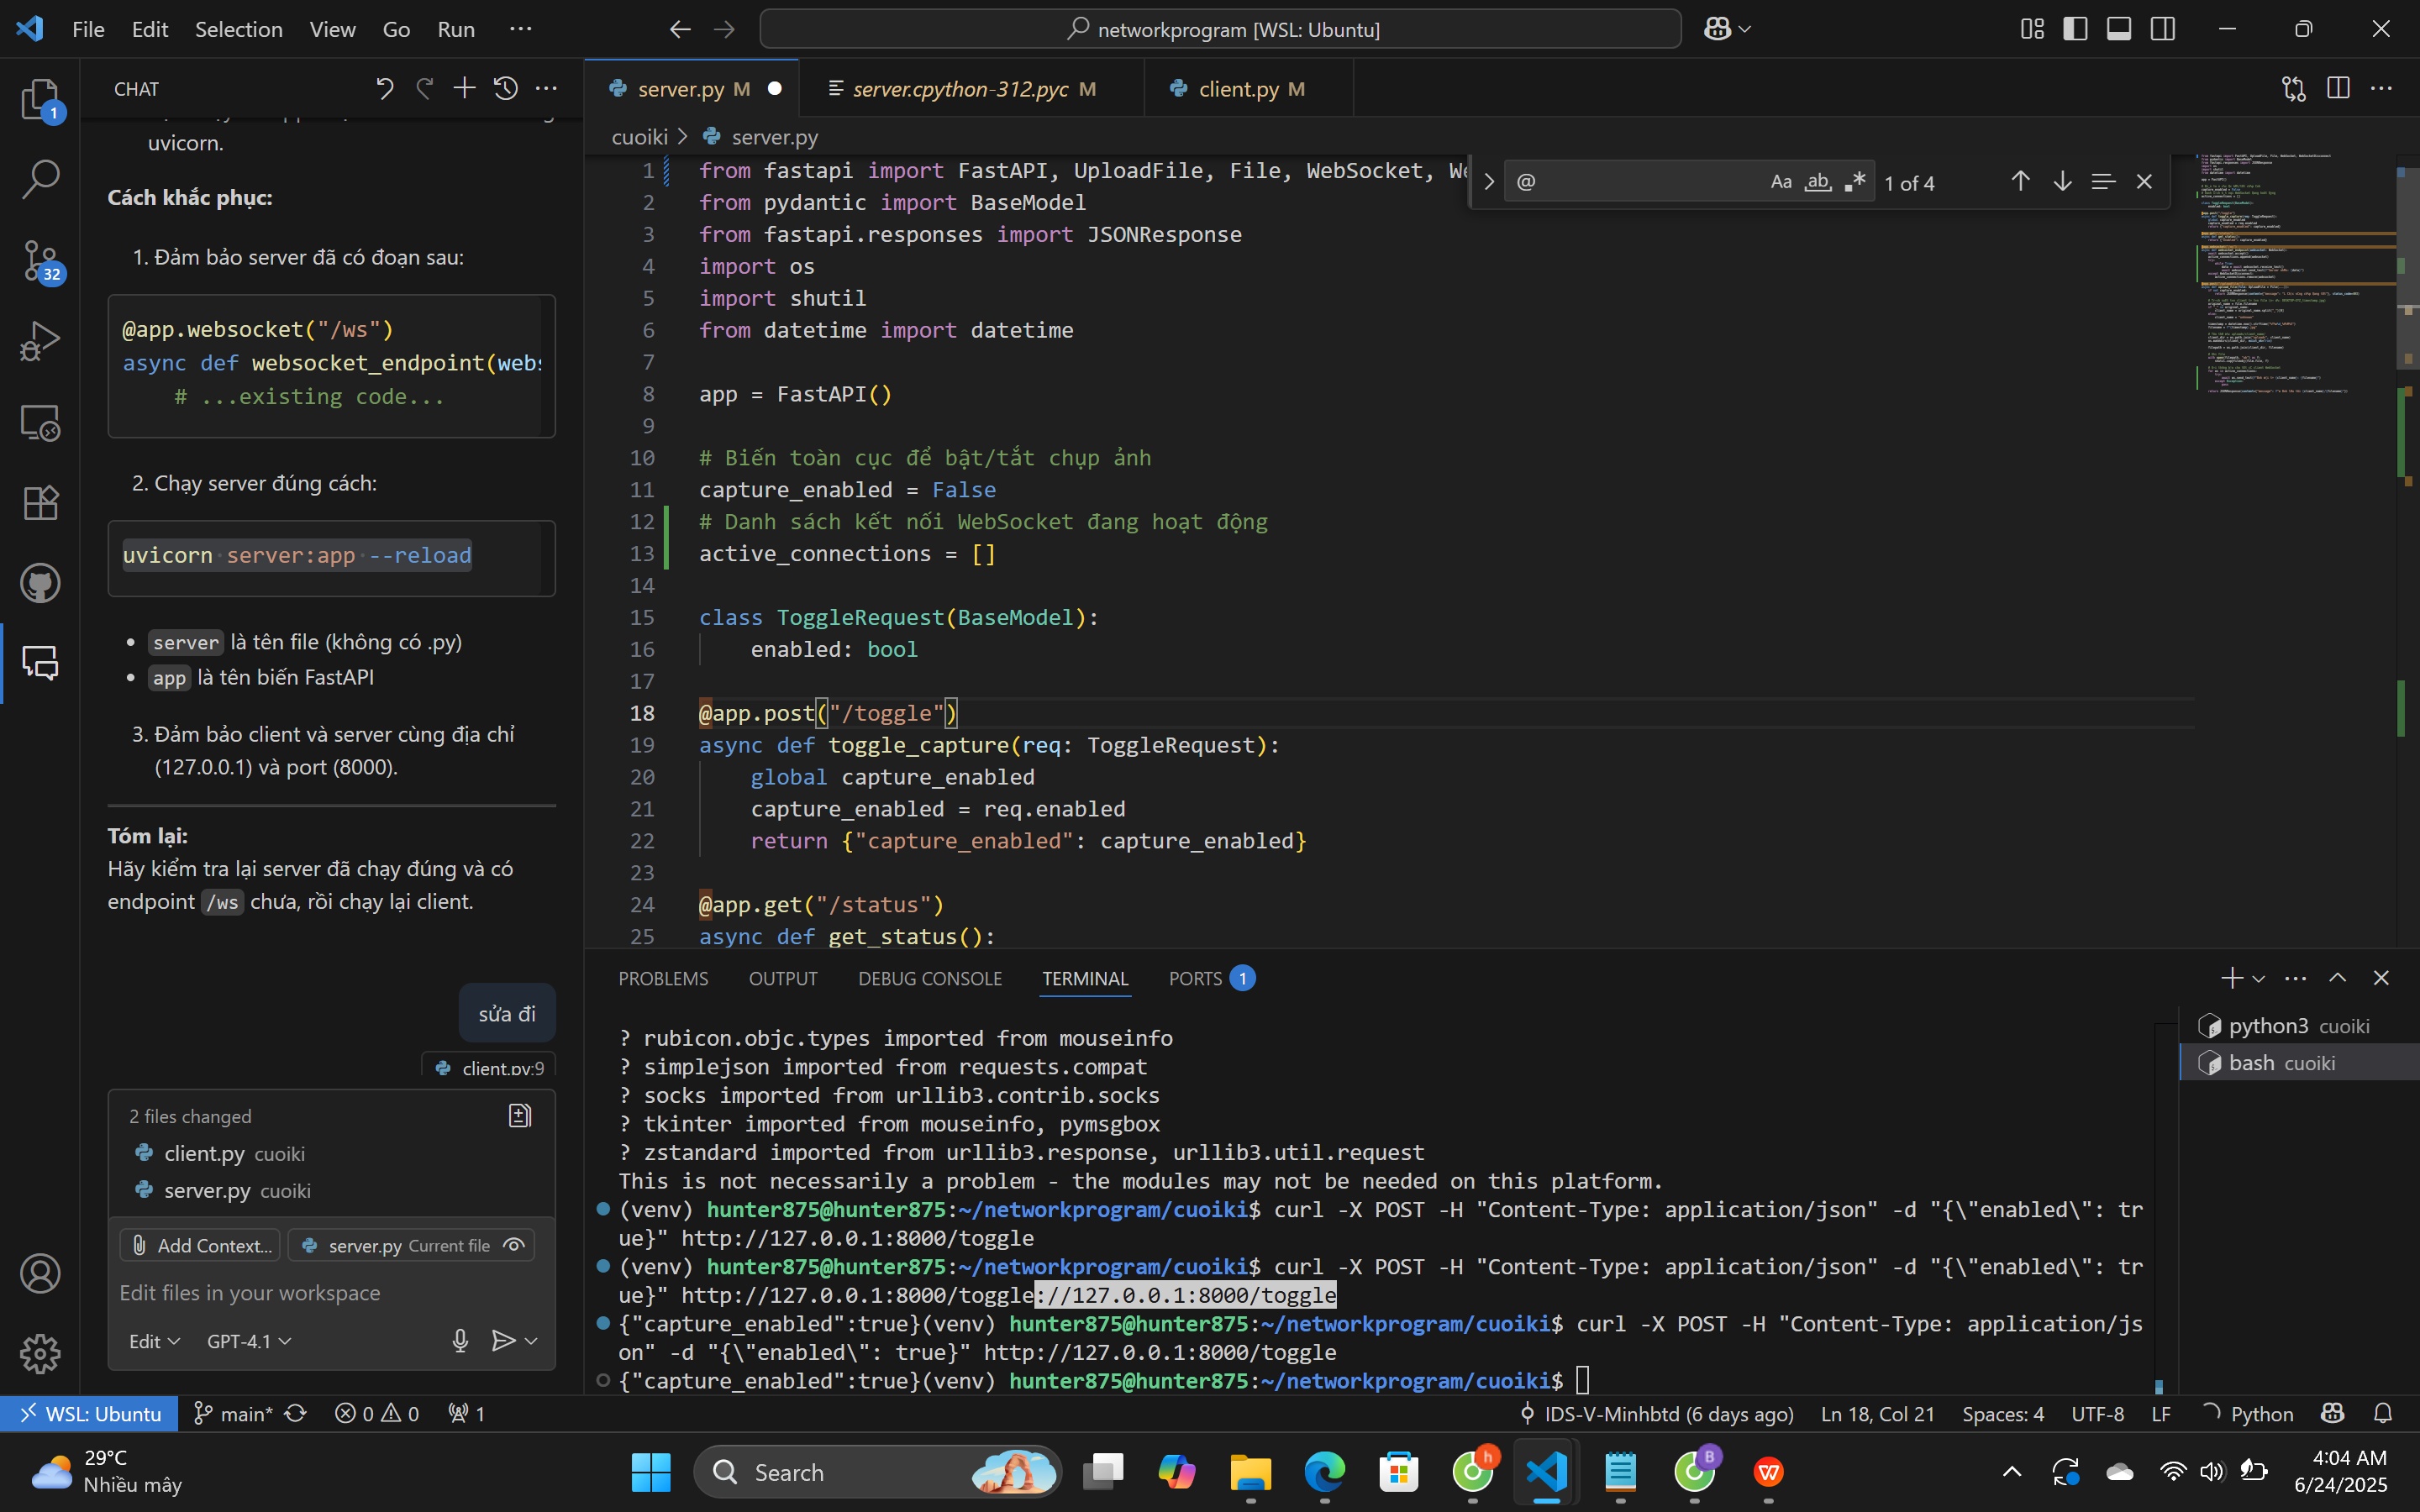 File Edit Selection View Go Run ···
networkprogram [WSL: Ubuntu]
CHAT
uvicorn.
Cách khắc phục:
1. Đảm bảo server đã có đoạn sau:
@app.websocket("/ws")
async def websocket_endpoint(webs
# ...existing code...
2. Chạy server đúng cách:
uvicorn server:app --reload
• server là tên file (không có .py)
• app là tên biến FastAPI
3. Đảm bảo client và server cùng địa chỉ
(127.0.0.1) và port (8000).
Tóm lại:
Hãy kiểm tra lại server đã chạy đúng và có
endpoint /ws chưa, rồi chạy lại client.
sửa đi
client.py:9
2 files changed
client.py cuoiki
server.py cuoiki
Add Context... server.py Current file
Edit files in your workspace
Edit GPT-4.1
1
32
server.py M
server.cpython-312.pyc M
client.py M
cuoiki > server.py
@ Aa ab .* 1 of 4
1 from fastapi import FastAPI, UploadFile, File, WebSocket, We
2 from pydantic import BaseModel
3 from fastapi.responses import JSONResponse
4 import os
5 import shutil
6 from datetime import datetime
7
8 app = FastAPI()
9
10 # Biến toàn cục để bật/tắt chụp ảnh
11 capture_enabled = False
12 # Danh sách kết nối WebSocket đang hoạt động
13 active_connections = []
14
15 class ToggleRequest(BaseModel):
16 enabled: bool
17
18 @app.post("/toggle")
19 async def toggle_capture(req: ToggleRequest):
20 global capture_enabled
21 capture_enabled = req.enabled
22 return {"capture_enabled": capture_enabled}
23
24 @app.get("/status")
25 async def get_status():
PROBLEMS OUTPUT DEBUG CONSOLE TERMINAL PORTS 1
? rubicon.objc.types imported from mouseinfo
? simplejson imported from requests.compat
? socks imported from urllib3.contrib.socks
? tkinter imported from mouseinfo, pymsgbox
? zstandard imported from urllib3.response, urllib3.util.request
This is not necessarily a problem - the modules may not be needed on this platform.
(venv) hunter875@hunter875:~/networkprogram/cuoiki$ curl -X POST -H "Content-Type: application/json" -d "{\"enabled\": tr
ue}" http://127.0.0.1:8000/toggle
(venv) hunter875@hunter875:~/networkprogram/cuoiki$ curl -X POST -H "Content-Type: application/json" -d "{\"enabled\": tr
ue}" http://127.0.0.1:8000/toggle://127.0.0.1:8000/toggle
{"capture_enabled":true}(venv) hunter875@hunter875:~/networkprogram/cuoiki$ curl -X POST -H "Content-Type: application/js
on" -d "{\"enabled\": true}" http://127.0.0.1:8000/toggle
{"capture_enabled":true}(venv) hunter875@hunter875:~/networkprogram/cuoiki$
python3 cuoiki
bash cuoiki
WSL: Ubuntu main* 0 0 1
IDS-V-Minhbtd (6 days ago) Ln 18, Col 21 Spaces: 4 UTF-8 LF Python
29°C
Nhiều mây
Search
h
B
4:04 AM
6/24/2025